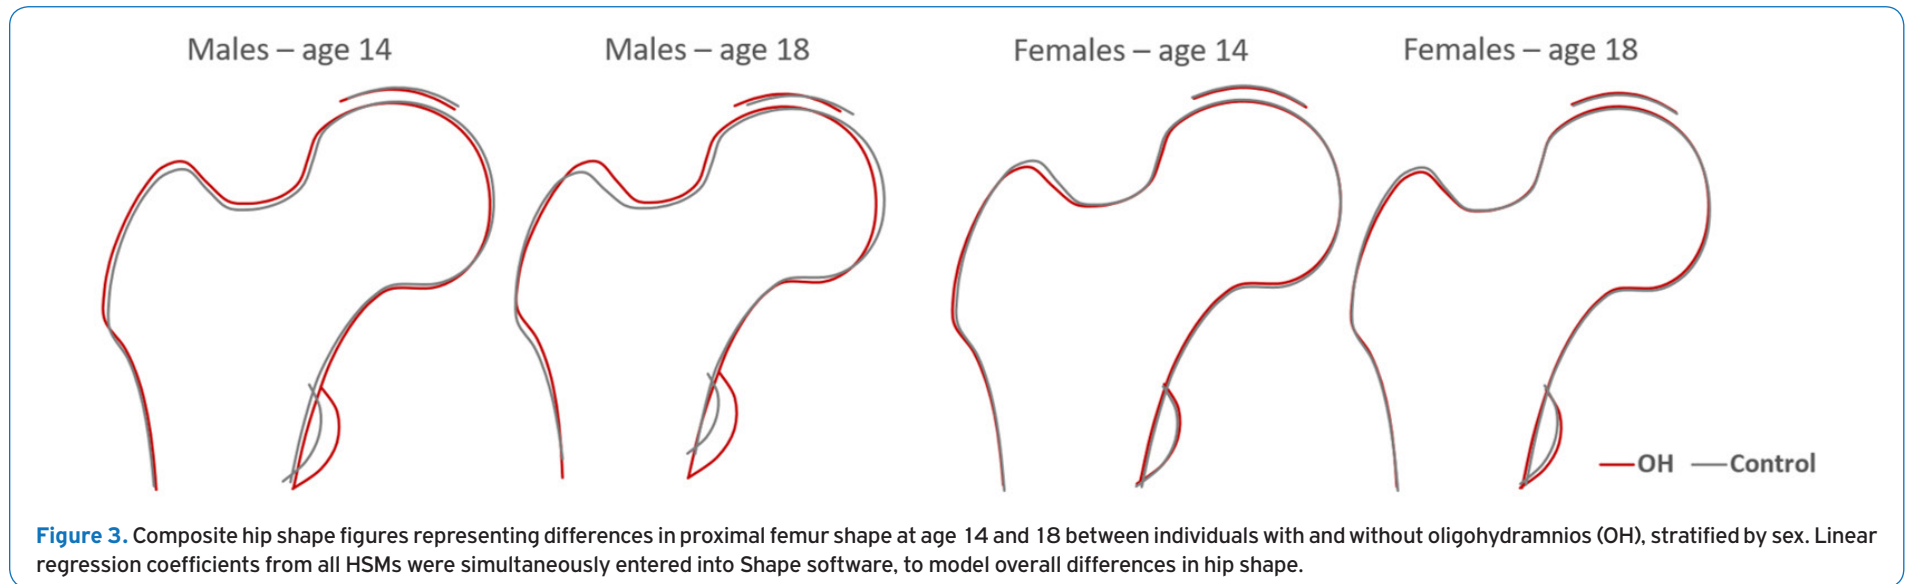 Males – age 14
Males – age 18
Females – age 14
Females – age 18
OH
Control
Figure 3. Composite hip shape figures representing differences in proximal femur shape at age 14 and 18 between individuals with and without oligohydramnios (OH), stratified by sex. Linear
regression coefficients from all HSMs were simultaneously entered into Shape software, to model overall differences in hip shape.